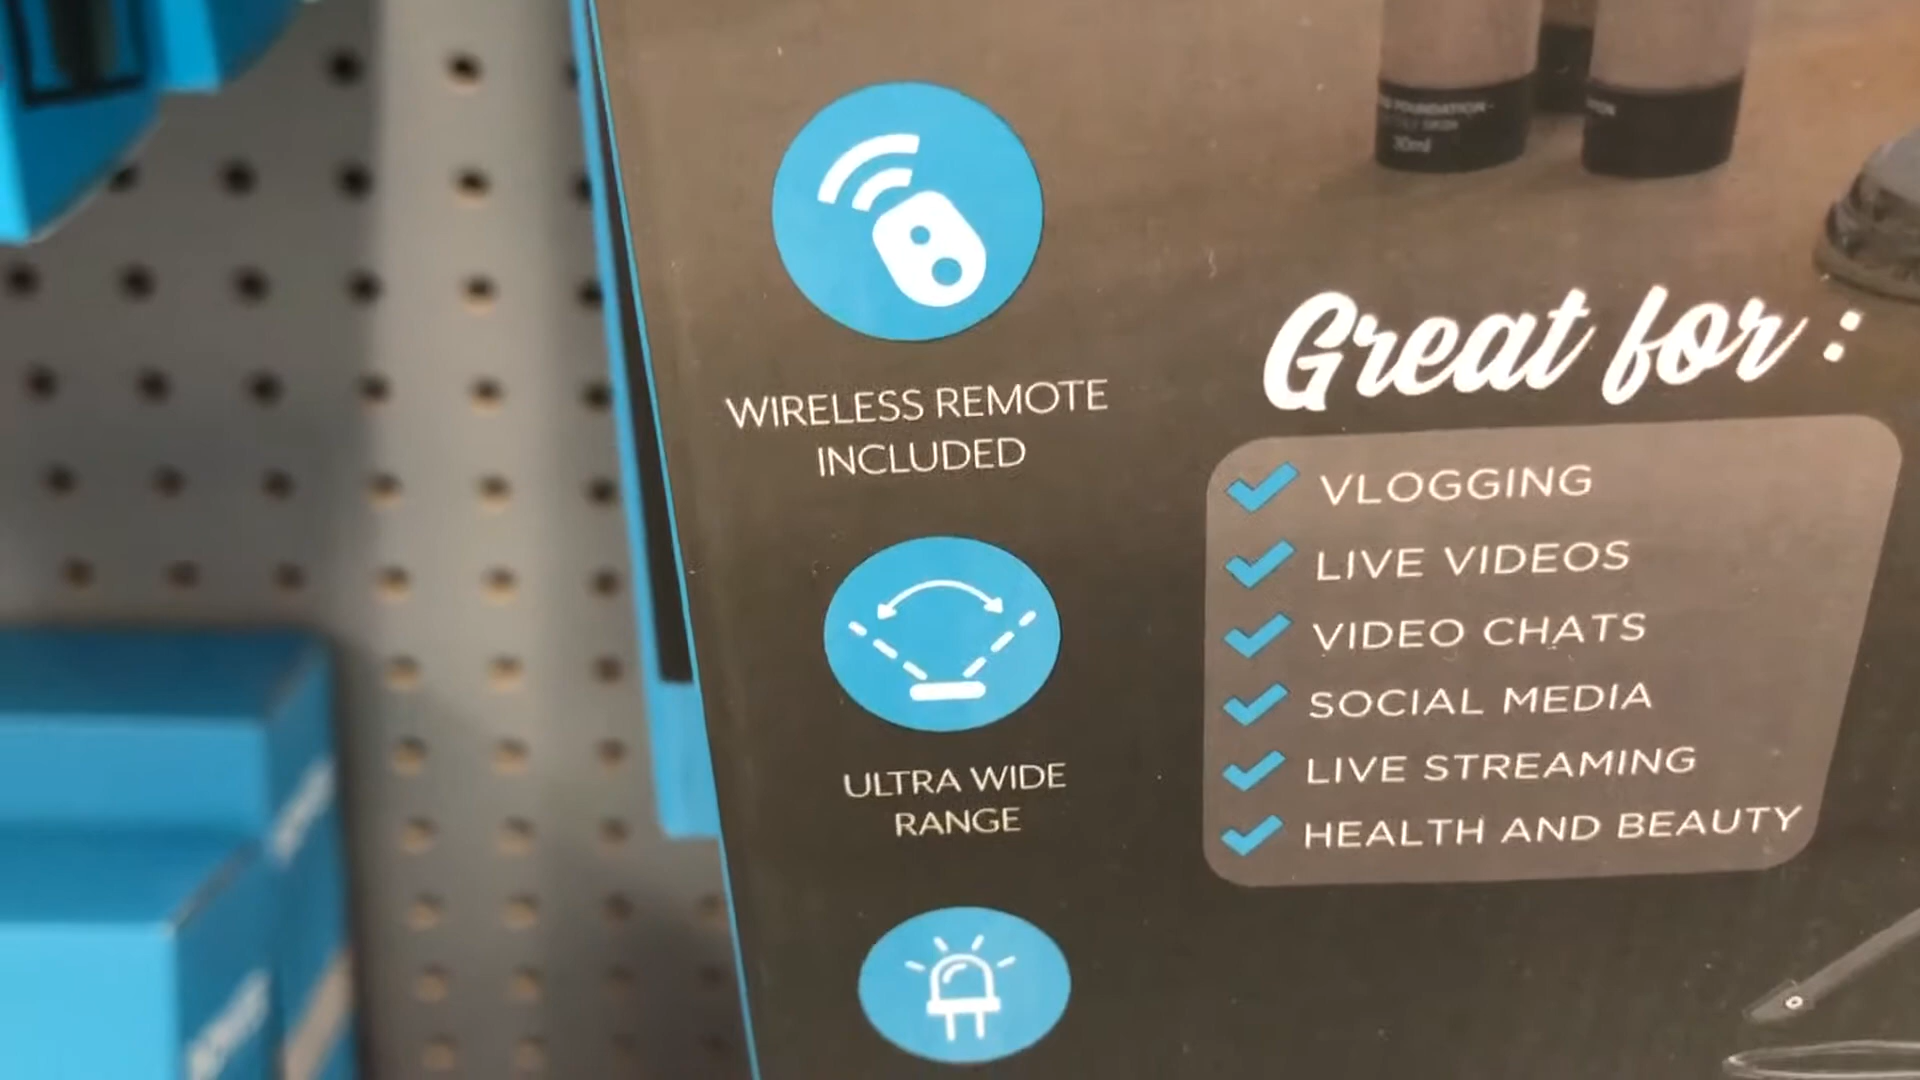 30ml
WIRELESS REMOTE
INCLUDED
ULTRA WIDE
RANGE
Great for :
VLOGGING
LIVE VIDEOS
VIDEO CHATS
SOCIAL MEDIA
LIVE STREAMING
HEALTH AND BEAUTY